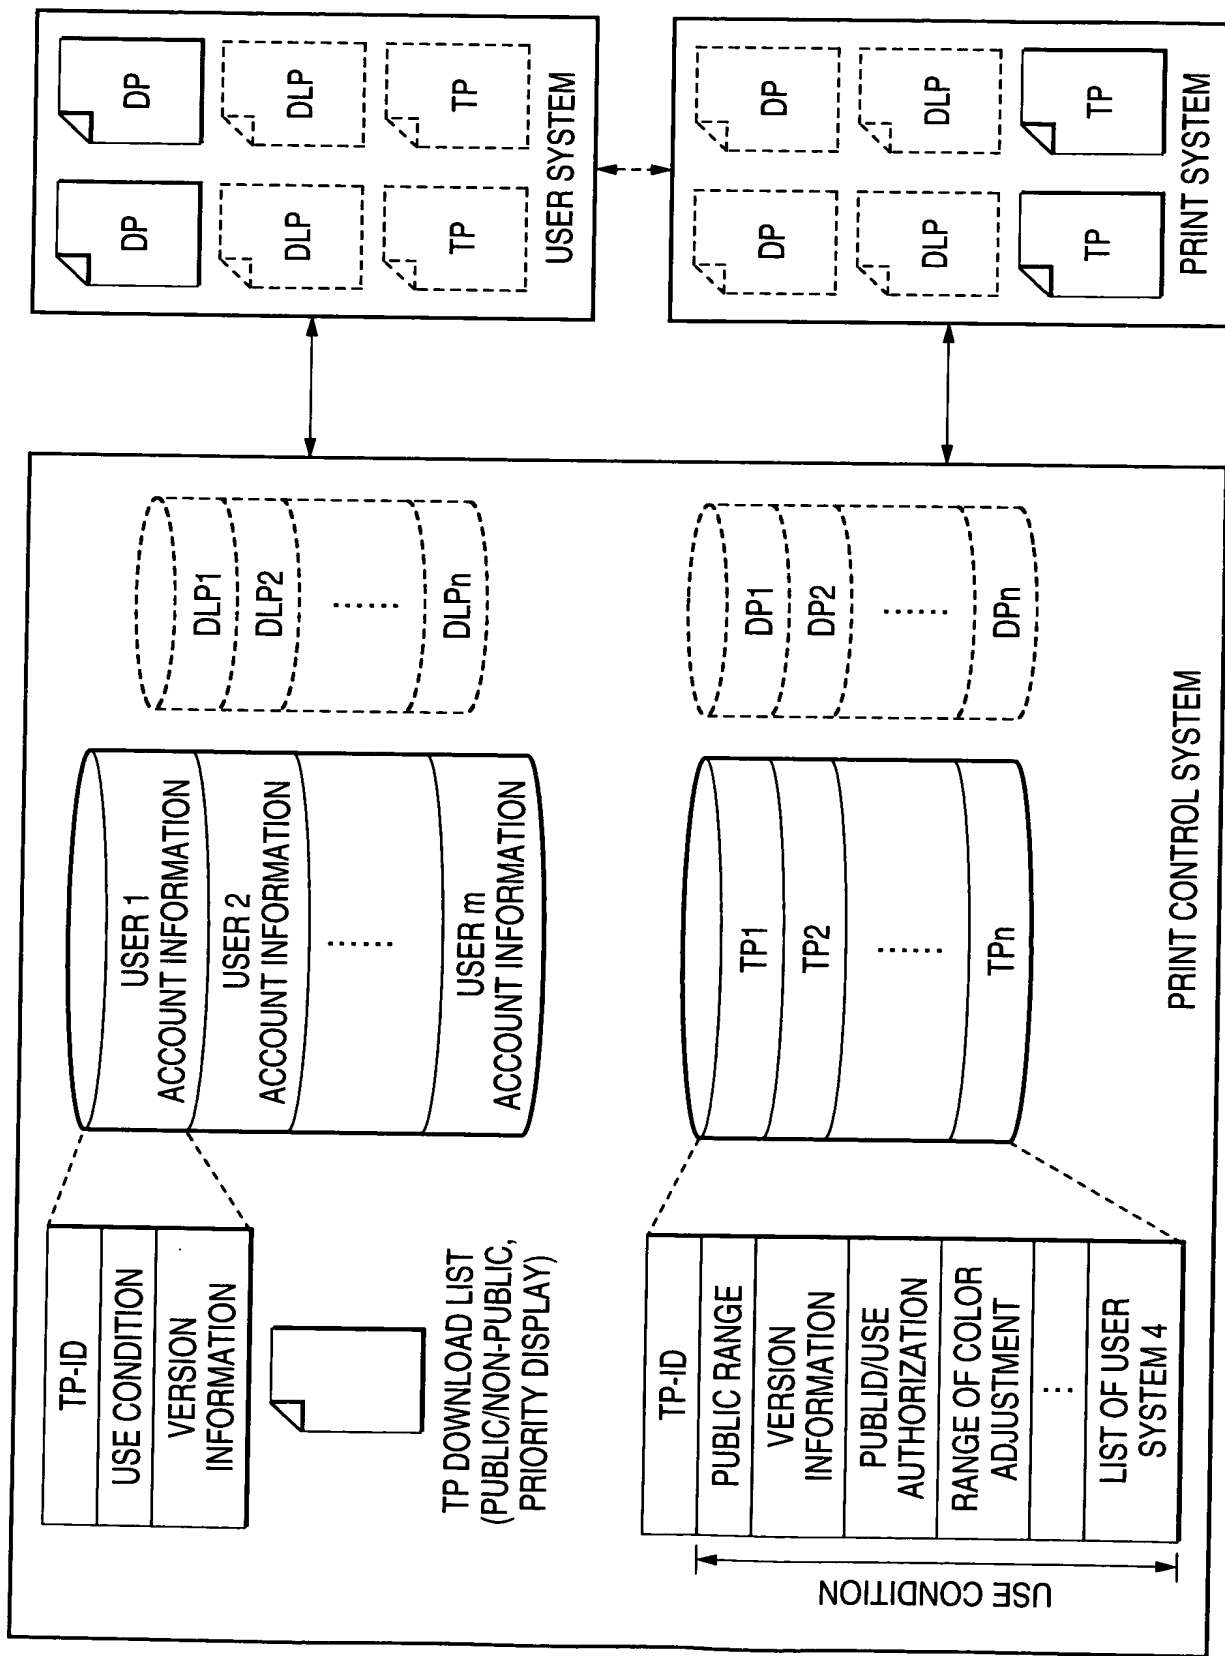 TP-ID
USE CONDITION
VERSION
INFORMATION
TP DOWNLOAD LIST
(PUBLIC/NON-PUBLIC,
PRIORITY DISPLAY)
USER 1
ACCOUNT INFORMATION
USER 2
ACCOUNT INFORMATION
......
USER m
ACCOUNT INFORMATION
DLP1
DLP2
......
DLPn
TP-ID
PUBLIC RANGE
VERSION
INFORMATION
PUBLID/USE
AUTHORIZATION
RANGE OF COLOR
ADJUSTMENT
...
LIST OF USER
SYSTEM 4
USE CONDITION
TP1
TP2
......
TPn
DP1
DP2
......
DPn
PRINT CONTROL SYSTEM
DP
DP
DLP
DLP
TP
TP
USER SYSTEM
DP
DP
DLP
DLP
TP
TP
PRINT SYSTEM